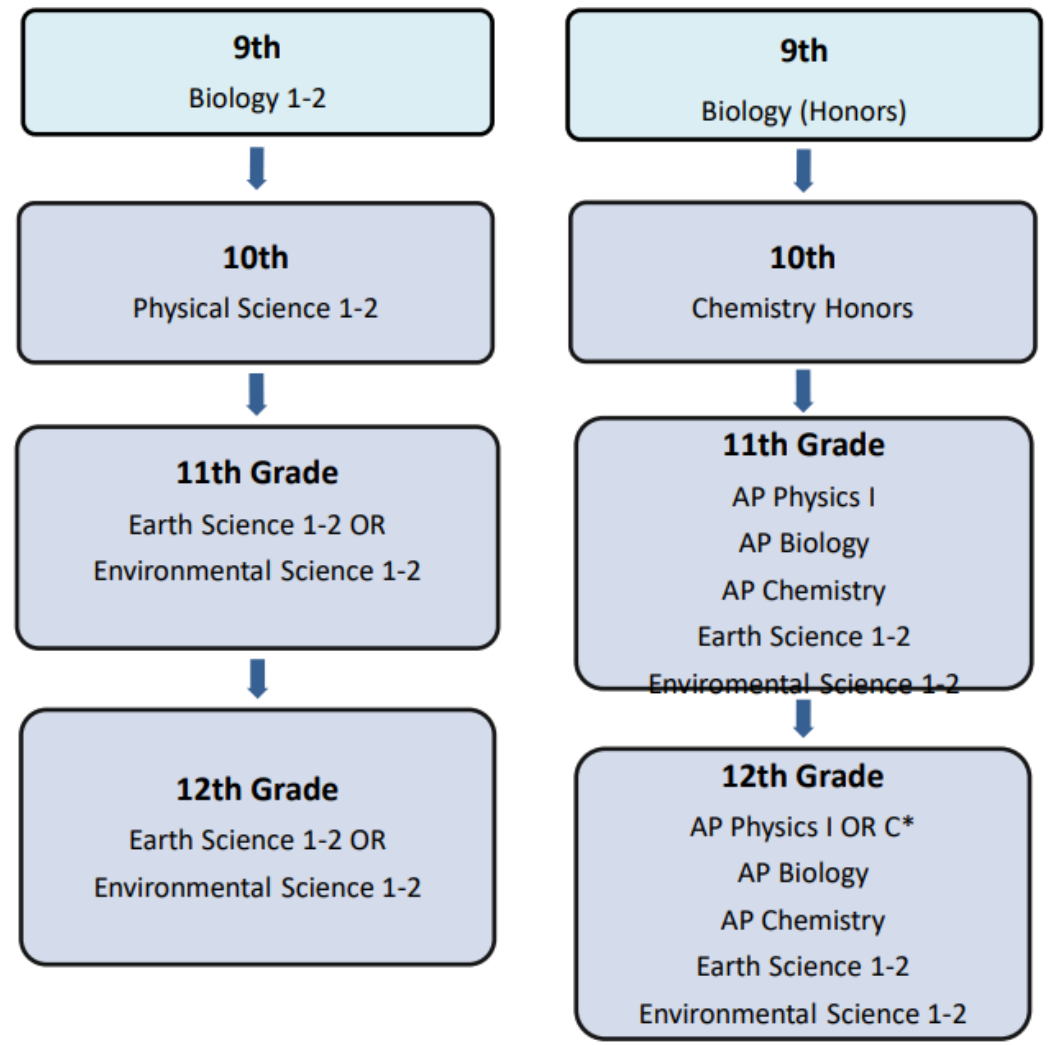 9th
Biology 1-2
10th
Physical Science 1-2
11th Grade
Earth Science 1-2 OR
Environmental Science 1-2
12th Grade
Earth Science 1-2 OR
Environmental Science 1-2
9th
Biology (Honors)
10th
Chemistry Honors
11th Grade
AP Physics I
AP Biology
AP Chemistry
Earth Science 1-2
Enviromental Science 1-2
12th Grade
AP Physics I OR C*
AP Biology
AP Chemistry
Earth Science 1-2
Environmental Science 1-2